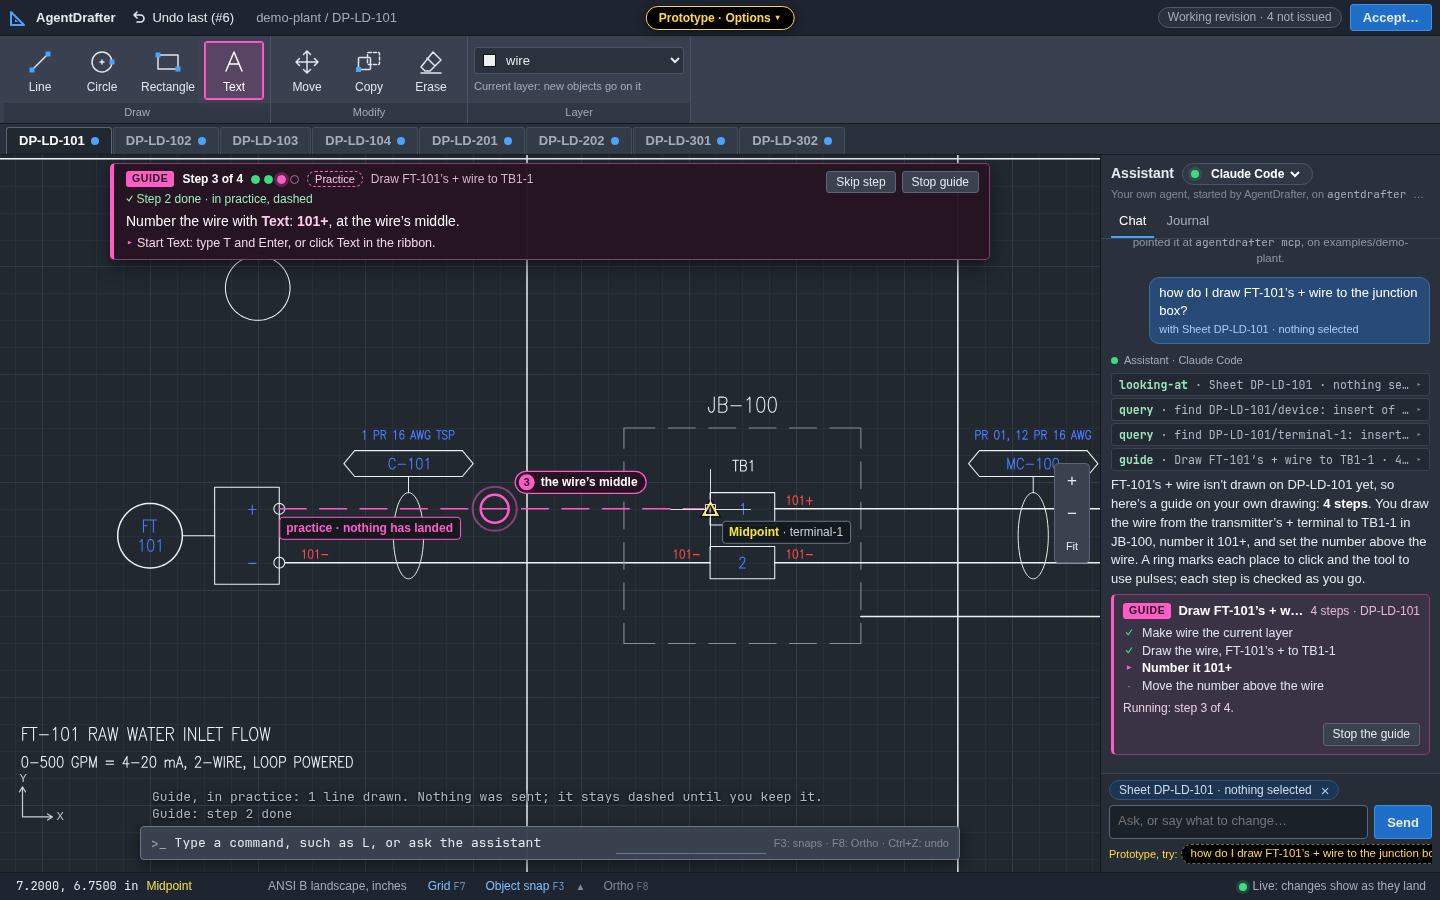 AgentDrafter Undo last (#6) demo-plant / DP-LD-101 Prototype · Options ▾ Working revision · 4 not issued Accept…
Line Circle Rectangle Text Move Copy Erase wire
Current layer: new objects go on it
Draw Modify Layer
DP-LD-101 DP-LD-102 DP-LD-103 DP-LD-104 DP-LD-201 DP-LD-202 DP-LD-301 DP-LD-302
GUIDE Step 3 of 4 Practice Draw FT-101’s + wire to TB1-1 Skip step Stop guide
✓ Step 2 done · in practice, dashed
Number the wire with Text: 101+, at the wire’s middle.
▸ Start Text: type T and Enter, or click Text in the ribbon.
JB-100
1 PR 16 AWG TSP
C-101
PR 01, 12 PR 16 AWG
MC-100
TB1
3 the wire’s middle
practice · nothing has landed
FT
101
+
−
101−
101−
1
2
101+
101−
Midpoint · terminal-1
+
−
Fit
FT-101 RAW WATER INLET FLOW
0-500 GPM = 4-20 mA, 2-WIRE, LOOP POWERED
Y
X
Guide, in practice: 1 line drawn. Nothing was sent; it stays dashed until you keep it.
Guide: step 2 done
>_ Type a command, such as L, or ask the assistant F3: snaps · F8: Ortho · Ctrl+Z: undo
Assistant Claude Code
Your own agent, started by AgentDrafter, on agentdrafter …
Chat Journal
pointed it at agentdrafter mcp, on examples/demo-
plant.
how do I draw FT-101’s + wire to the junction
box?
with Sheet DP-LD-101 · nothing selected
Assistant · Claude Code
looking-at · Sheet DP-LD-101 · nothing se… ▸
query · find DP-LD-101/device: insert of … ▸
query · find DP-LD-101/terminal-1: insert… ▸
guide · Draw FT-101’s + wire to TB1-1 · 4… ▸
FT-101’s + wire isn’t drawn on DP-LD-101 yet, so
here’s a guide on your own drawing: 4 steps. You draw
the wire from the transmitter’s + terminal to TB1-1 in
JB-100, number it 101+, and set the number above the
wire. A ring marks each place to click and the tool to
use pulses; each step is checked as you go.
GUIDE Draw FT-101’s + w… 4 steps · DP-LD-101
✓ Make wire the current layer
✓ Draw the wire, FT-101’s + to TB1-1
▸ Number it 101+
· Move the number above the wire
Running: step 3 of 4.
Stop the guide
Sheet DP-LD-101 · nothing selected ✕
Ask, or say what to change… Send
Prototype, try: how do I draw FT-101’s + wire to the junction bo
7.2000, 6.7500 in Midpoint ANSI B landscape, inches Grid F7 Object snap F3 ▲ Ortho F8 Live: changes show as they land